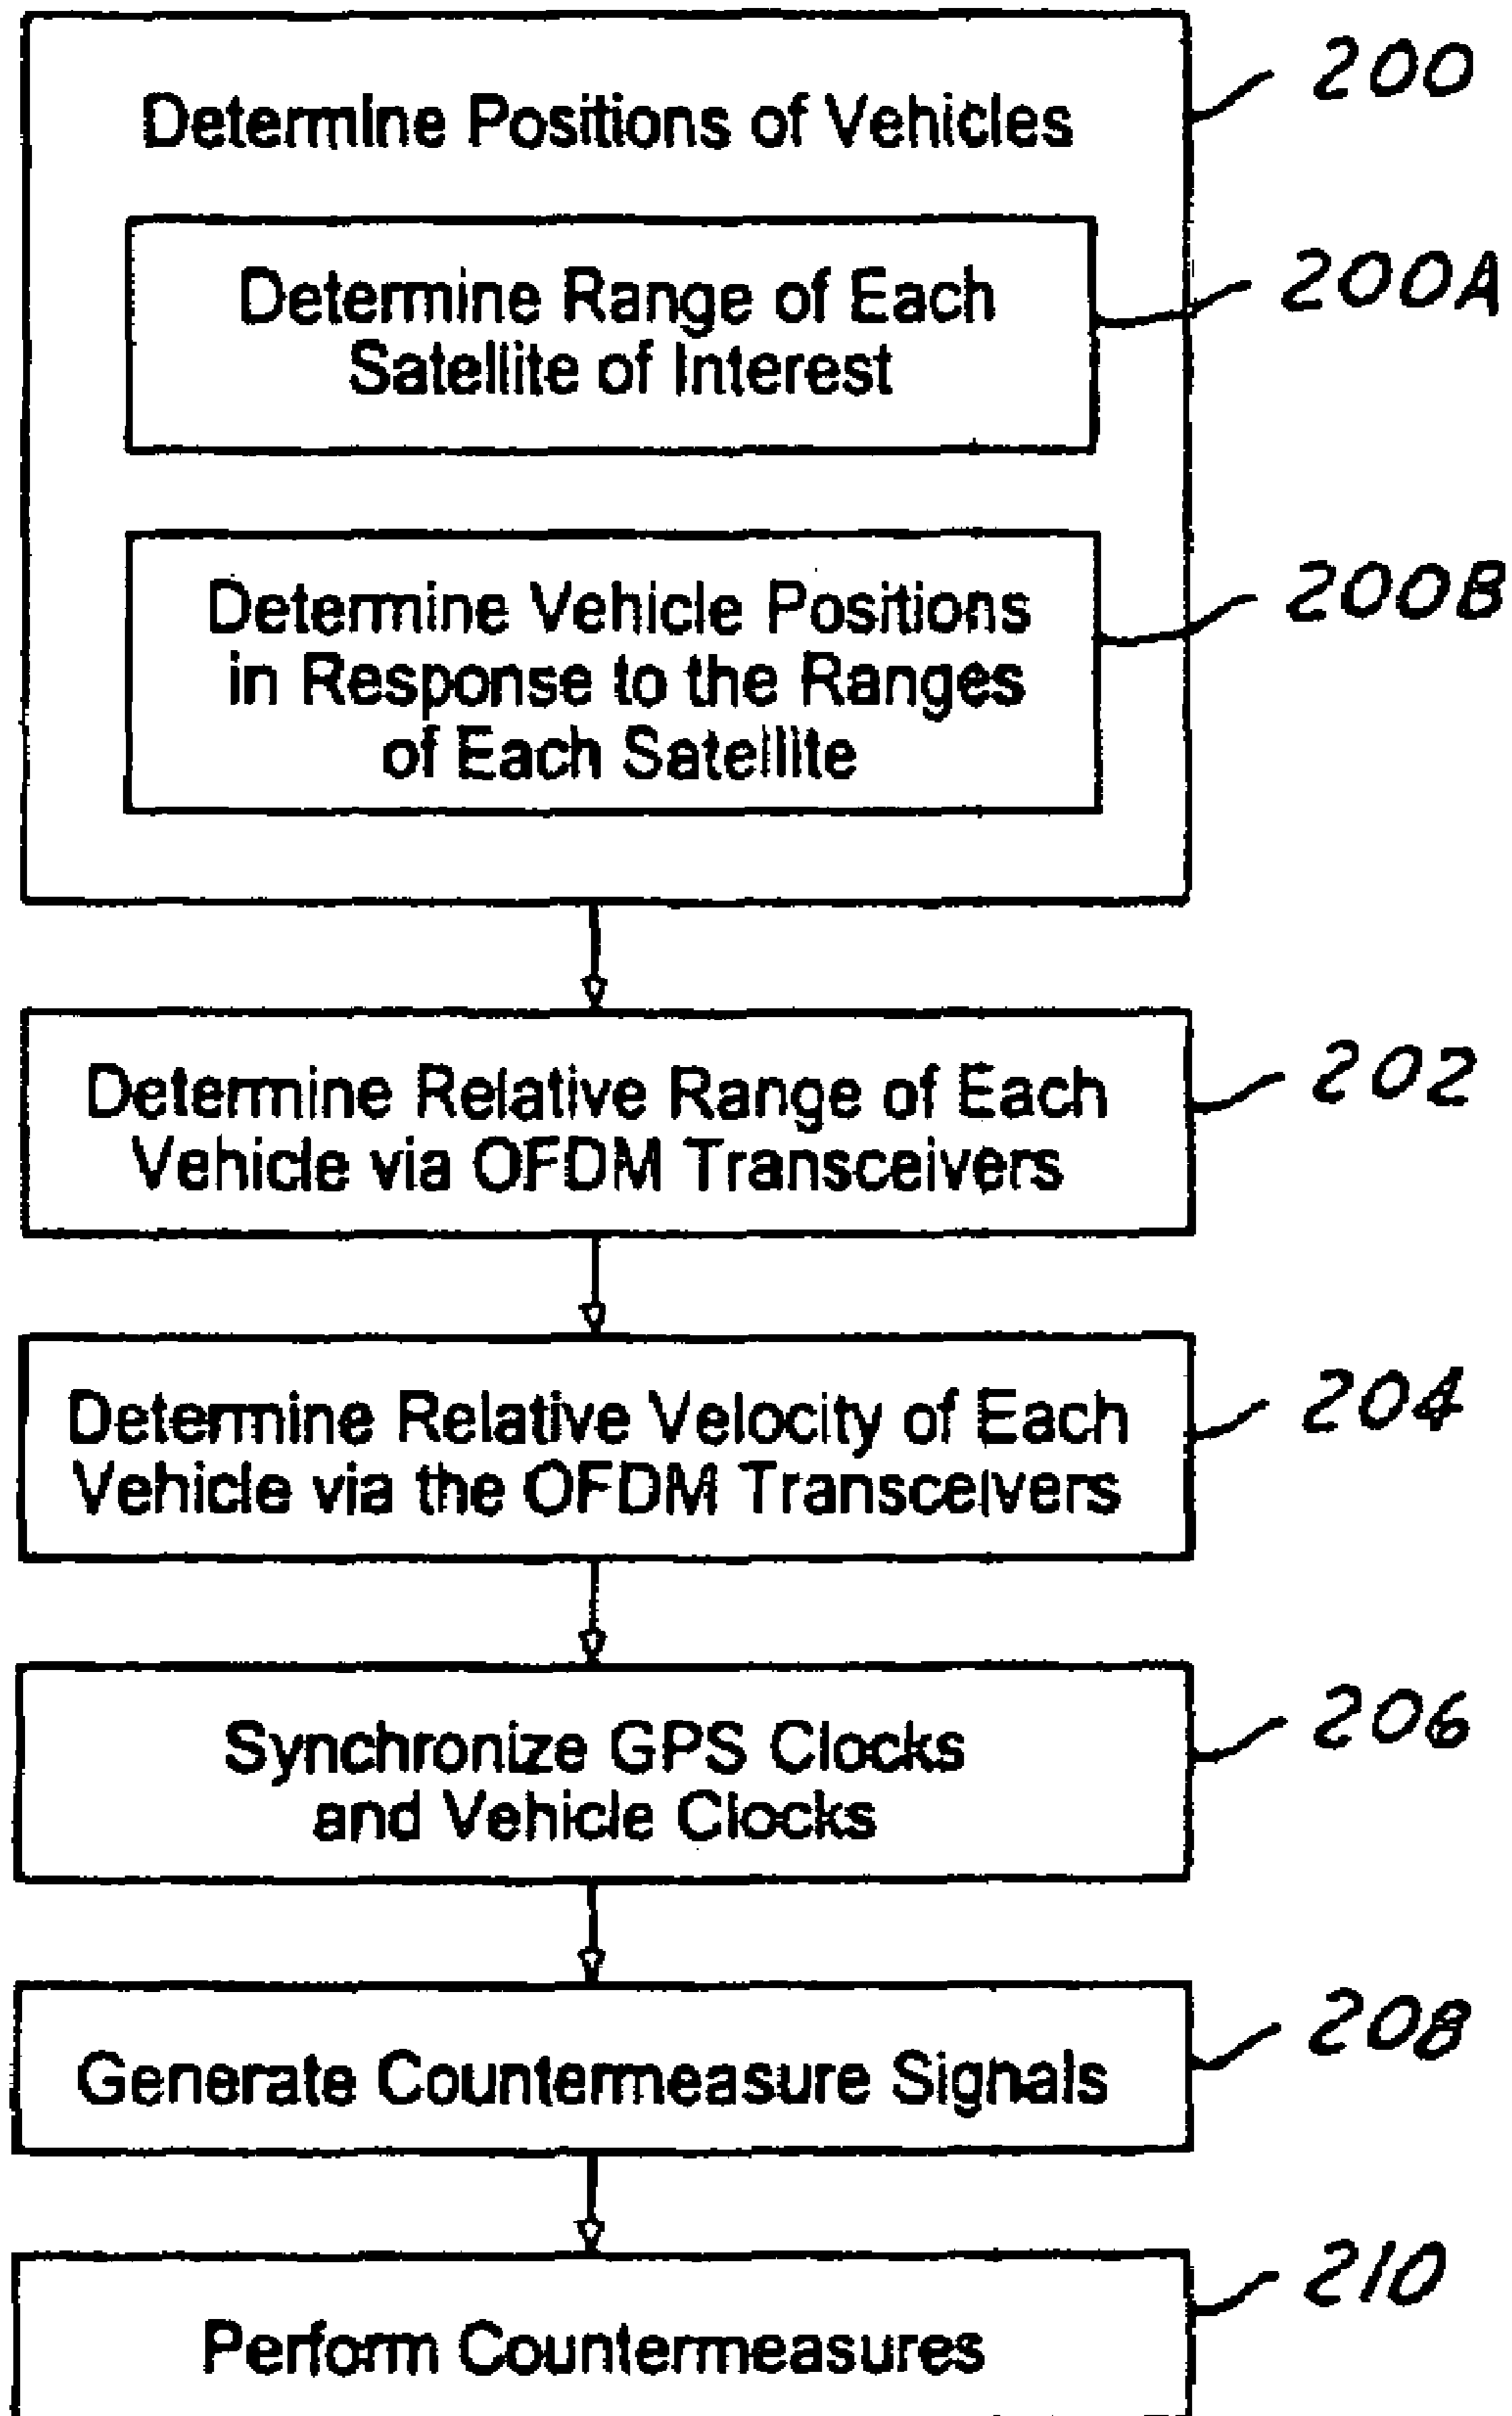 200
Determine Positions of Vehicles
200A
Determine Range of Each
Satellite of Interest
200B
Determine Vehicle Positions
in Response to the Ranges
of Each Satellite
202
Determine Relative Range of Each
Vehicle via OFDM Transceivers
204
Determine Relative Velocity of Each
Vehicle via the OFDM Transceivers
206
Synchronize GPS Clocks
and Vehicle Clocks
208
Generate Countermeasure Signals
210
Perform Countermeasures